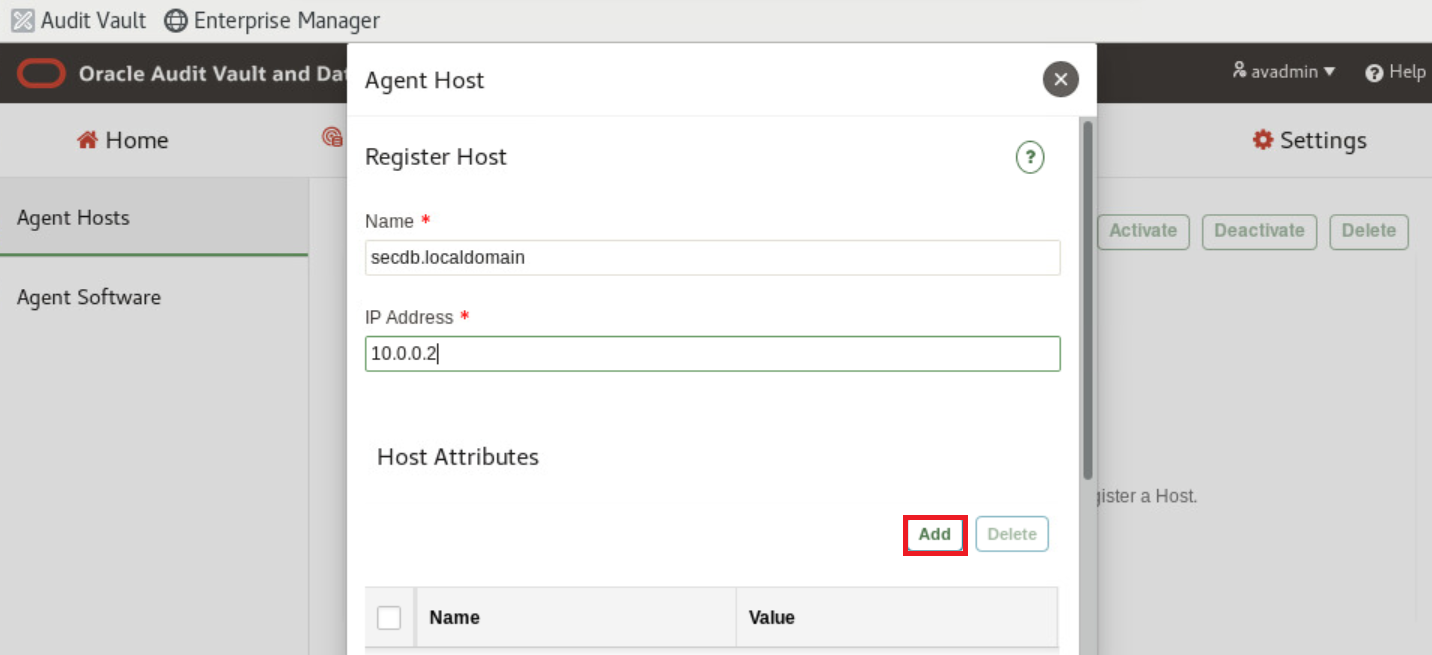 Audit Vault Enterprise Manager
Oracle Audit Vault and Dat
avadmin Help
Agent Host
Home
Settings
Register Host
?
Agent Hosts
Agent Software
Activate Deactivate Delete
Name *
secdb.localdomain
IP Address *
10.0.0.2
Host Attributes
gister a Host.
Add Delete
Name Value